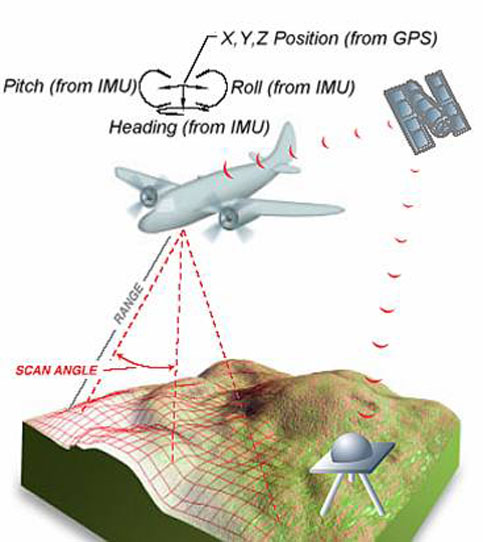 X,Y,Z Position (from GPS)
Pitch (from IMU)
Roll (from IMU)
Heading (from IMU)
RANGE
SCAN ANGLE